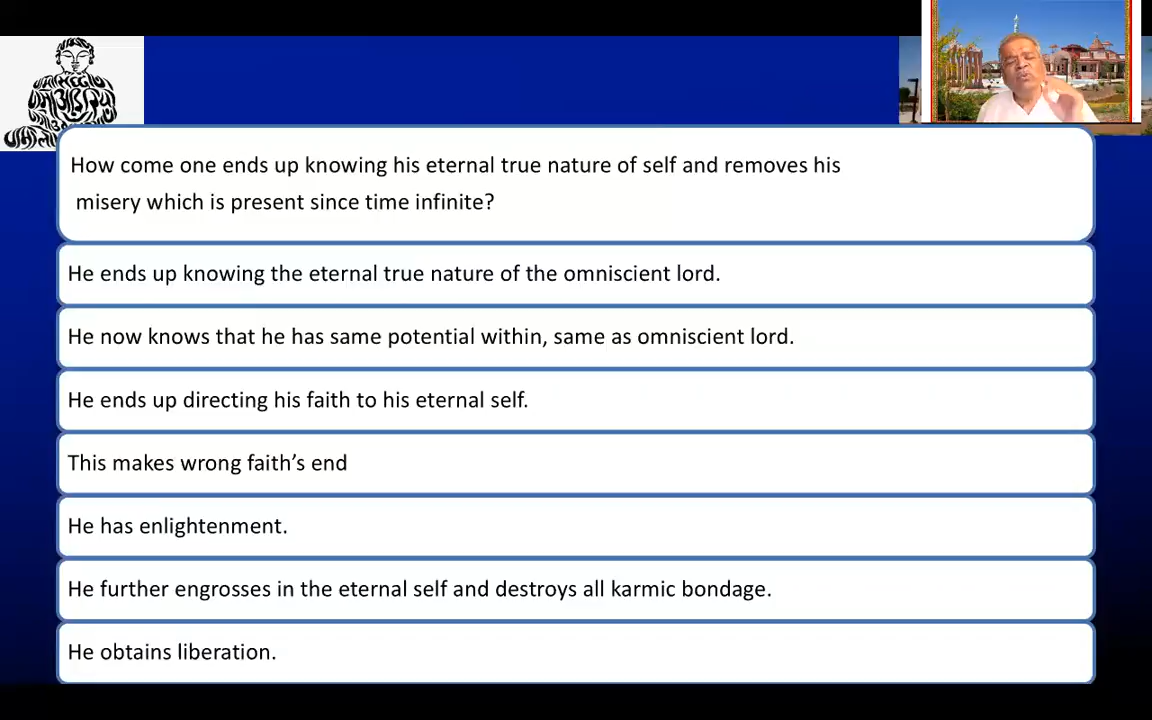 How come one ends up knowing his eternal true nature of self and removes his
misery which is present since time infinite?
He ends up knowing the eternal true nature of the omniscient lord.
He now knows that he has same potential within, same as omniscient lord.
He ends up directing his faith to his eternal self.
This makes wrong faith’s end
He has enlightenment.
He further engrosses in the eternal self and destroys all karmic bondage.
He obtains liberation.